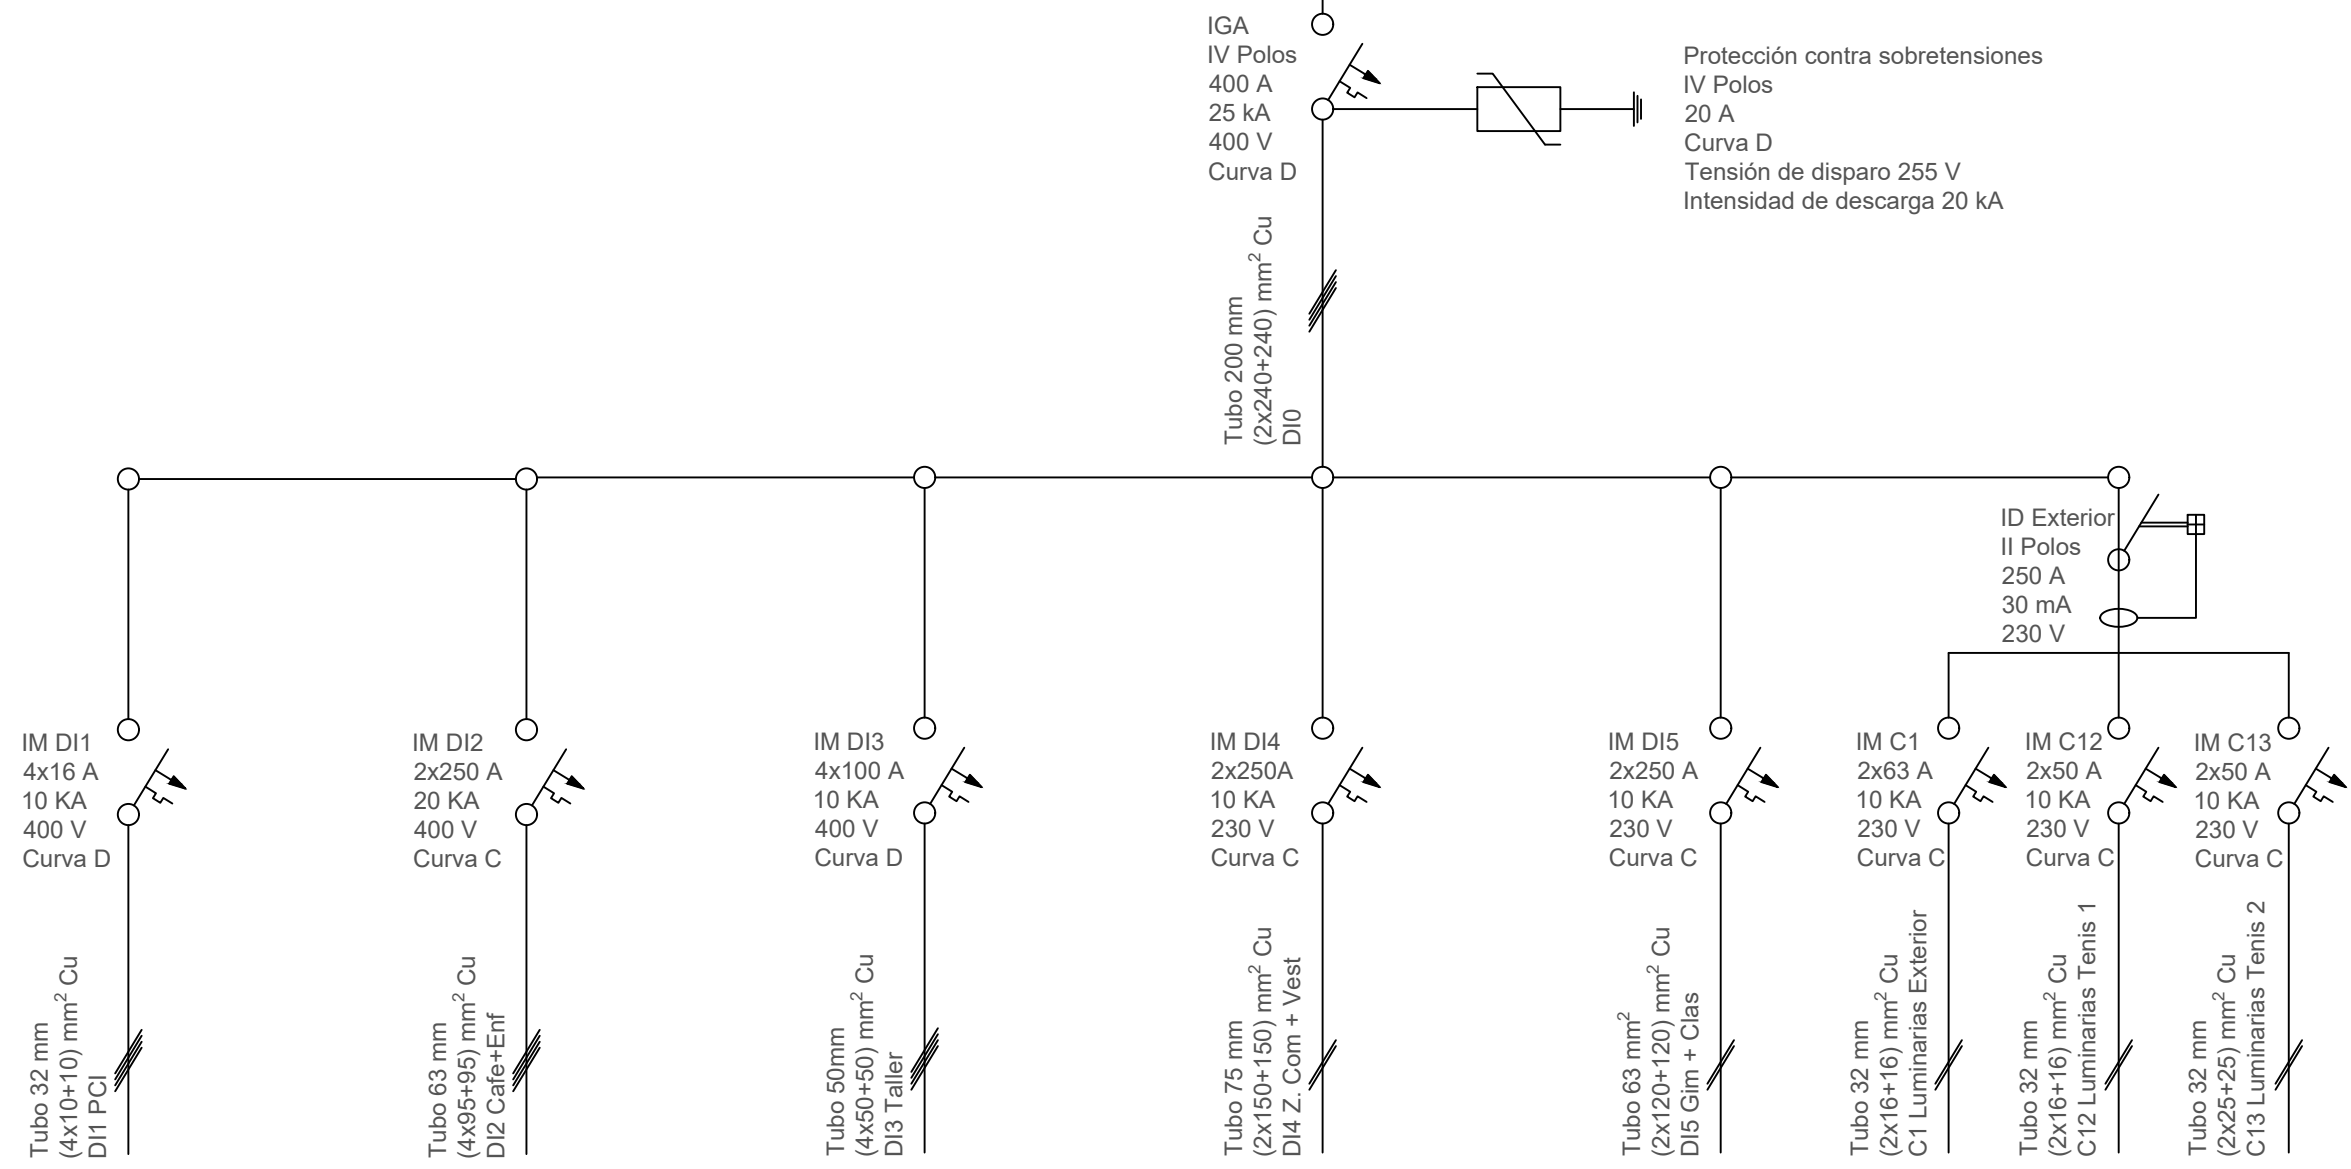 IGA
IV Polos
400 A
25 kA
400 V
Curva D
Protección contra sobretensiones
IV Polos
20 A
Curva D
Tensión de disparo 255 V
Intensidad de descarga 20 kA
Tubo 200 mm
(2x240+240) mm² Cu
DI0
ID Exterior
II Polos
250 A
30 mA
230 V
IM DI1
4x16 A
10 KA
400 V
Curva D
IM DI2
2x250 A
20 KA
400 V
Curva C
IM DI3
4x100 A
10 KA
400 V
Curva D
IM DI4
2x250A
10 KA
230 V
Curva C
IM DI5
2x250 A
10 KA
230 V
Curva C
IM C1
2x63 A
10 KA
230 V
Curva C
IM C12
2x50 A
10 KA
230 V
Curva C
IM C13
2x50 A
10 KA
230 V
Curva C
Tubo 32 mm
(4x10+10) mm² Cu
DI1 PCI
Tubo 63 mm
(4x95+95) mm² Cu
DI2 Cafe+Enf
Tubo 50mm
(4x50+50) mm² Cu
DI3 Taller
Tubo 75 mm
(2x150+150) mm² Cu
DI4 Z. Com + Vest
Tubo 63 mm²
(2x120+120) mm² Cu
DI5 Gim + Clas
Tubo 32 mm
(2x16+16) mm² Cu
C1 Luminarias Exterior
Tubo 32 mm
(2x16+16) mm² Cu
C12 Luminarias Tenis 1
Tubo 32 mm
(2x25+25) mm² Cu
C13 Luminarias Tenis 2